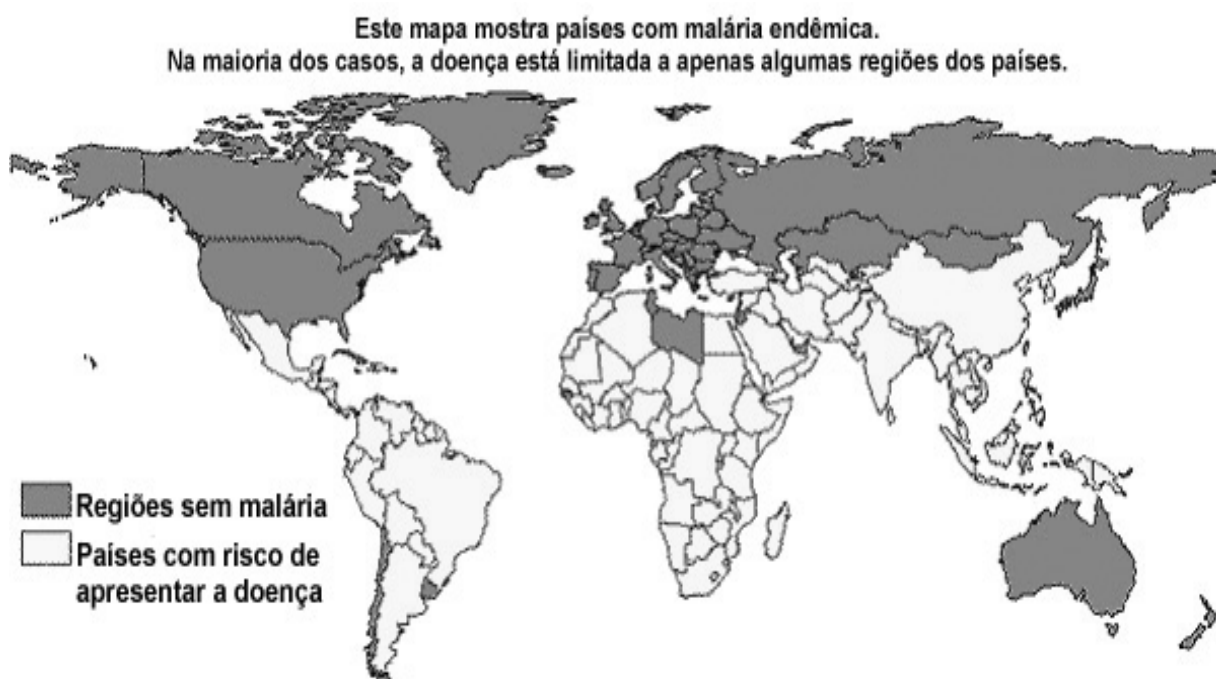 Este mapa mostra países com malária endêmica.
Na maioria dos casos, a doença está limitada a apenas algumas regiões dos países.
Regiões sem malária
Países com risco de
apresentar a doença